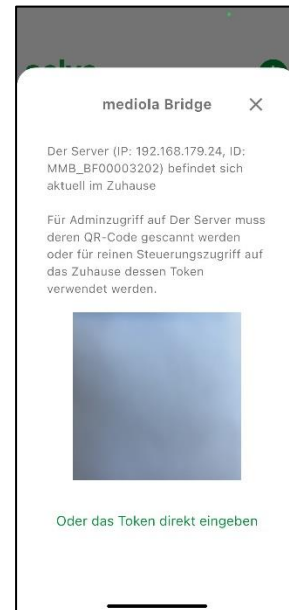 mediola Bridge
Der Server (IP: 192.168.179.24, ID:
MMB_BF00003202) befindet sich
aktuell im Zuhause
Für Adminzugriff auf Der Server muss
deren QR-Code gescannt werden
oder für reinen Steuerungszugriff auf
das Zuhause dessen Token
verwendet werden.
Oder das Token direkt eingeben